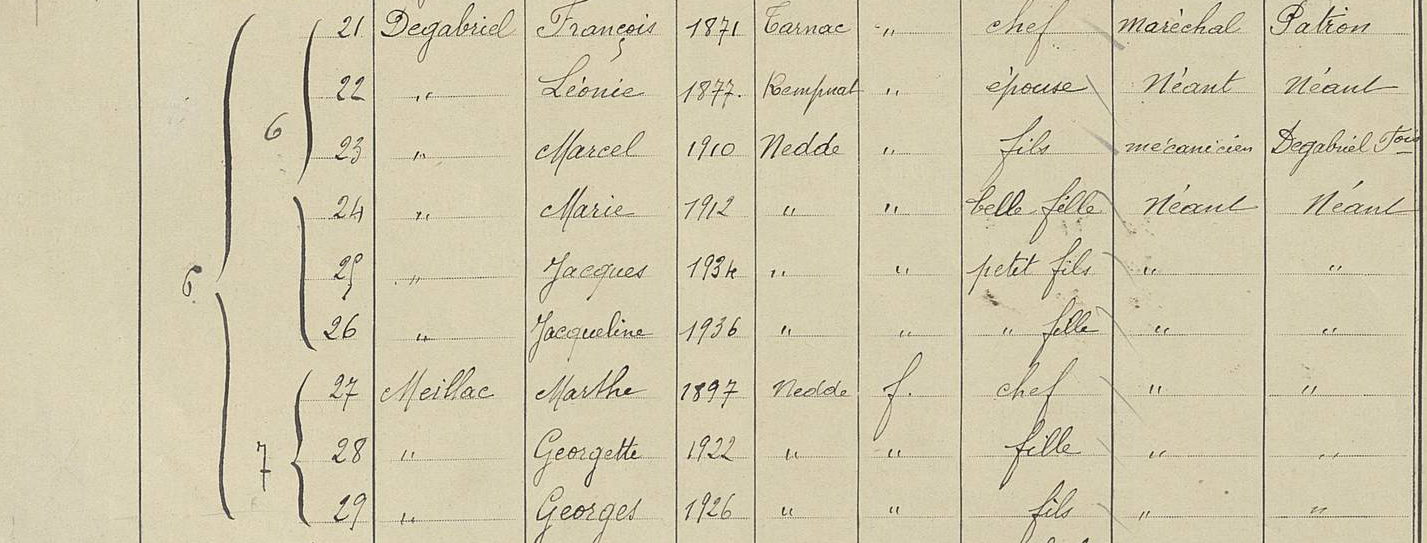 21 Degabriel François 1871 Tarnac " chef maréchal Patron
22 " Léonie 1877. Rempnat " épouse Néant Néant
6
23 " Marcel 1910 Nedde " fils mécanicien Degabriel Fois
24 " Marie 1912 " " belle fille Néant Néant
25 " Jacques 1934 " " petit fils " "
6
26 " Jacqueline 1936 " " " fille " "
27 Meillac Marthe 1897 Nedde f. chef " "
7 28 " Georgette 1922 " " fille " "
29 " Georges 1926 " " fils " "